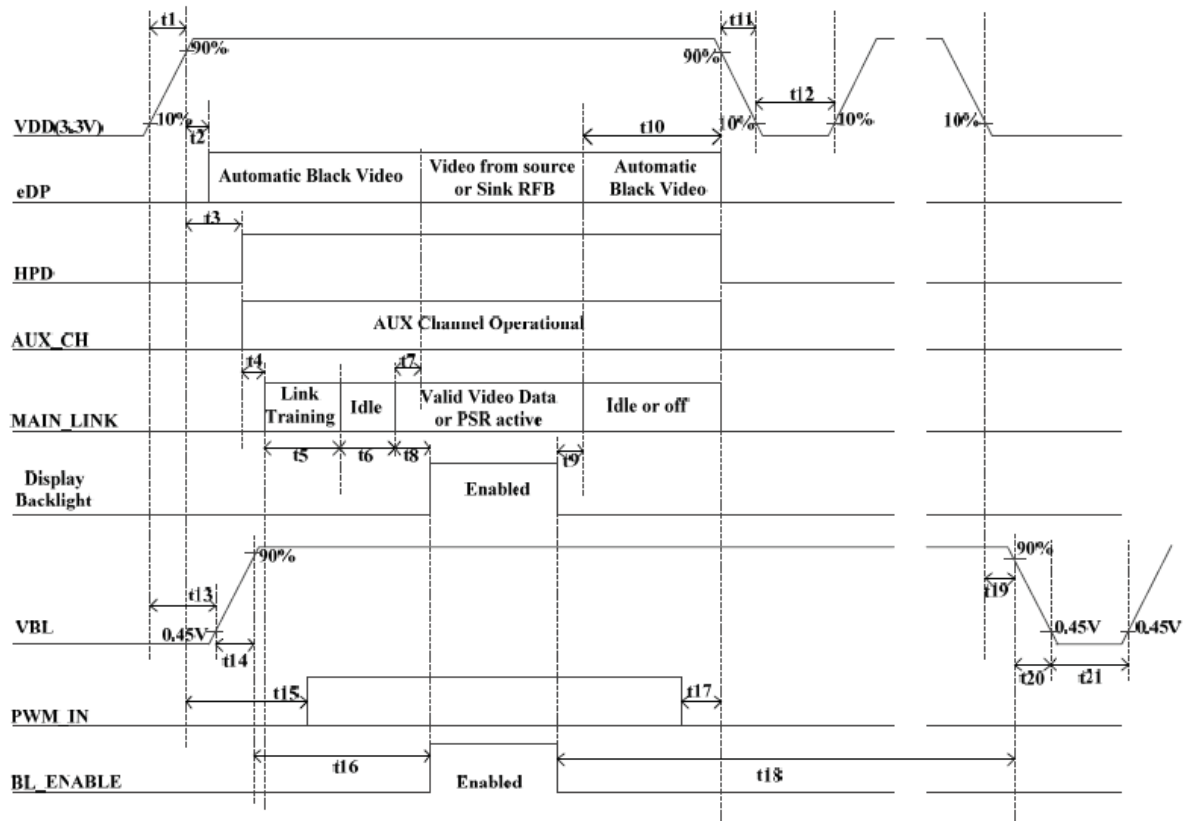 t1
t11
90%
90%
t12
VDD(3.3V)
10%
t2
t10
10%
10%
10%
eDP
Automatic Black Video
Video from source
or Sink RFB
Automatic
Black Video
t3
HPD
AUX_CH
AUX Channel Operational
t4
t7
MAIN_LINK
Link
Training
Idle
Valid Video Data
or PSR active
Idle or off
t5
t6
t8
t9
Display
Backlight
Enabled
90%
90%
t13
t19
VBL
0.45V
0.45V
0.45V
t14
t20
t21
t15
t17
PWM_IN
t16
t18
BL_ENABLE
Enabled